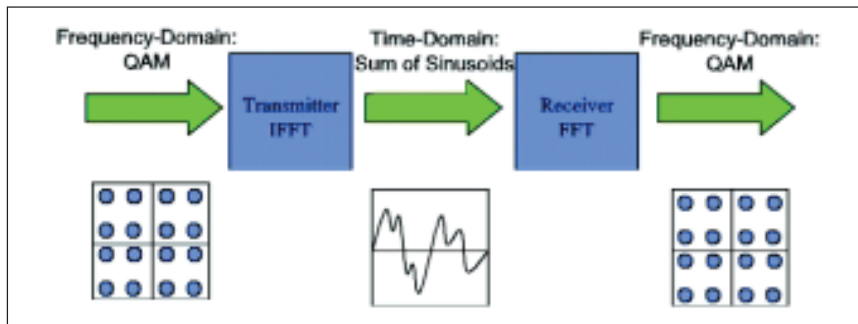 Frequency-Domain:
QAM
Transmitter
IFFT
Time-Domain:
Sum of Sinusoids
Receiver
FFT
Frequency-Domain:
QAM